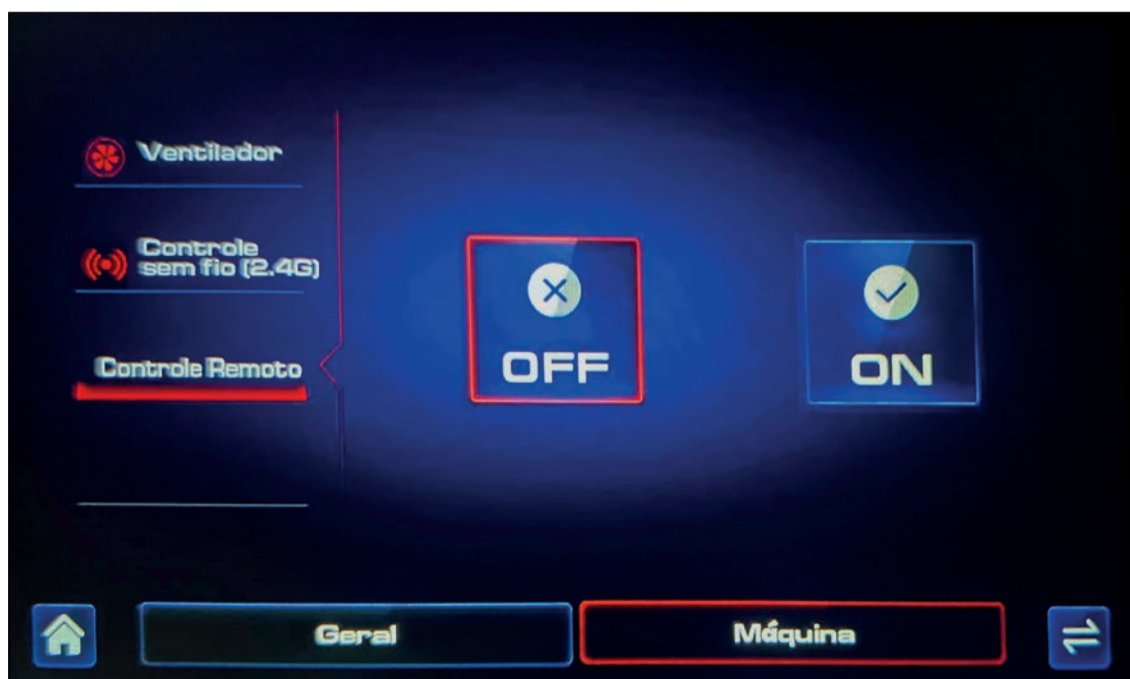 Ventilador
Controle
sem fio (2.4G)
Controle Remoto
OFF
ON
Geral
Máquina